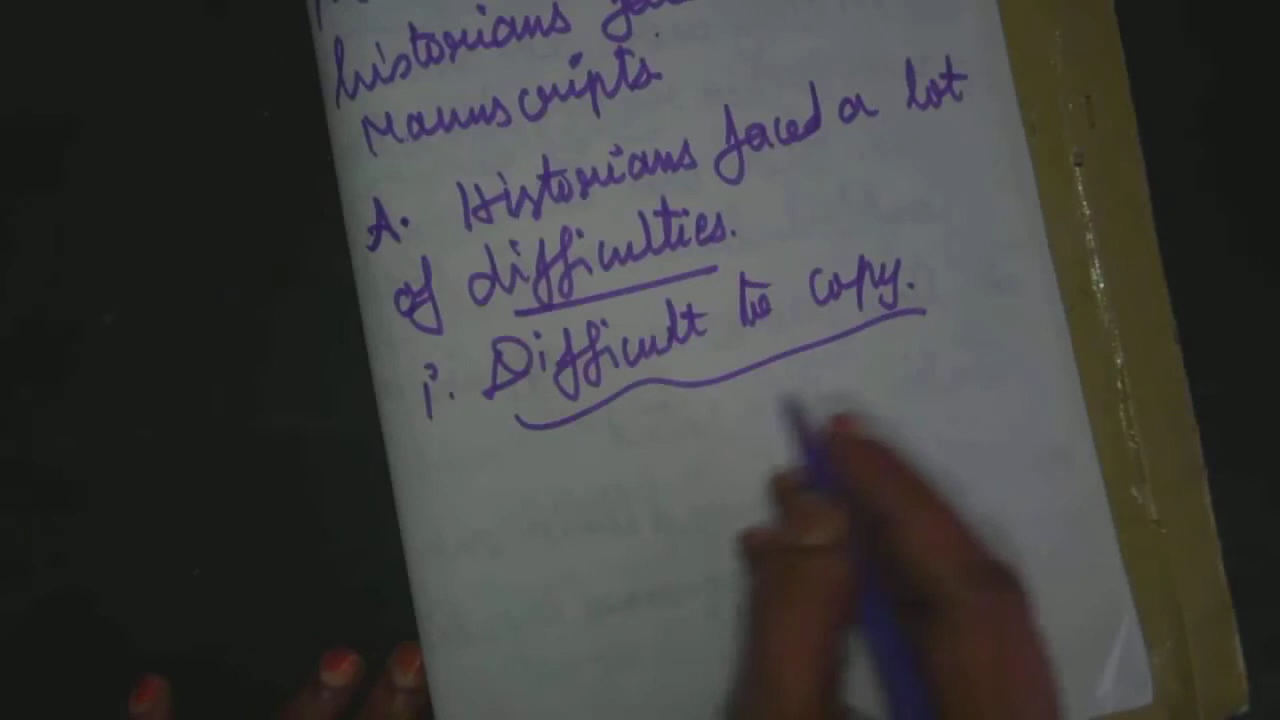 historians
Manuscripts.
A. Historians faced a lot
of difficulties.
i. Difficult to copy.